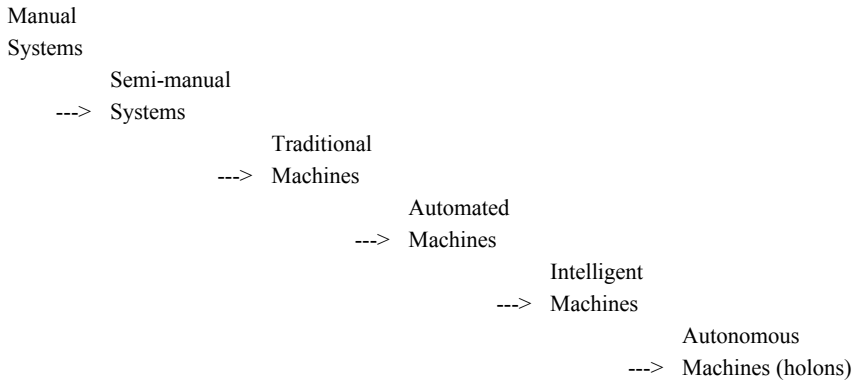 Manual
Systems
Semi-manual
---> Systems
Traditional
---> Machines
Automated
---> Machines
Intelligent
---> Machines
Autonomous
---> Machines (holons)